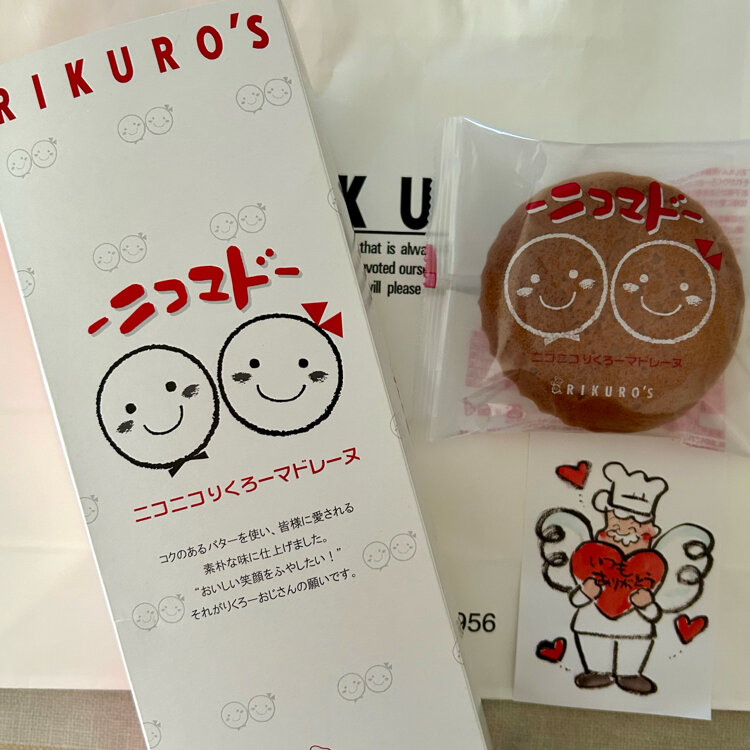 RIKURO'S
-ニコマドー
ニコニコりくろーマドレーヌ
コクのあるバターを使い、皆様に愛される
素朴な味に仕上げました。
“おいしい笑顔をふやしたい！”
それがりくろーおじさんの願いです。
KU
that is alwa
evoted ourse
will please
956
-ニコマドー
ニコニコりくろーマドレーヌ
RIKURO'S
いつも
ありがとう